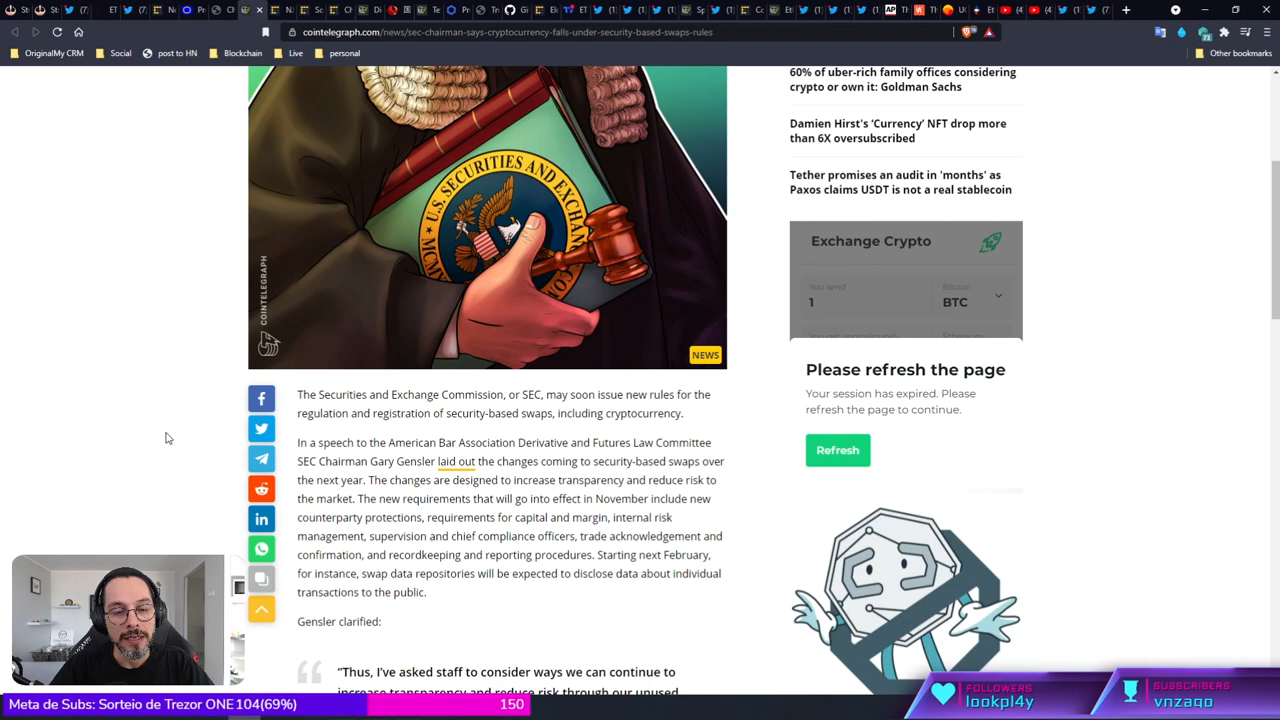 cointelegraph.com/news/sec-chairman-says-cryptocurrency-falls-under-security-based-swaps-rules
OriginalMy CRM
Social
post to HN
Blockchain
Live
personal
Other bookmarks
U.S. SECURITIES AND EXCHAN
COINTELEGRAPH
NEWS
The Securities and Exchange Commission, or SEC, may soon issue new rules for the
regulation and registration of security-based swaps, including cryptocurrency.
In a speech to the American Bar Association Derivative and Futures Law Committee
SEC Chairman Gary Gensler laid out the changes coming to security-based swaps over
the next year. The changes are designed to increase transparency and reduce risk to
the market. The new requirements that will go into effect in November include new
counterparty protections, requirements for capital and margin, internal risk
management, supervision and chief compliance officers, trade acknowledgement and
confirmation, and recordkeeping and reporting procedures. Starting next February,
for instance, swap data repositories will be expected to disclose data about individual
transactions to the public.
Gensler clarified:
“Thus, I’ve asked staff to consider ways we can continue to
increase transparency and reduce risk through our unused
60% of uber-rich family offices considering
crypto or own it: Goldman Sachs
Damien Hirst's ‘Currency’ NFT drop more
than 6X oversubscribed
Tether promises an audit in 'months' as
Paxos claims USDT is not a real stablecoin
Exchange Crypto
You send
1
Bitcoin
BTC
You get approximately
Ethereum
Please refresh the page
Your session has expired. Please
refresh the page to continue.
Refresh
Meta de Subs: Sorteio de Trezor ONE 104(69%)
150
FOLLOWERS
lookpl4y
SUBSCRIBERS
vnzago